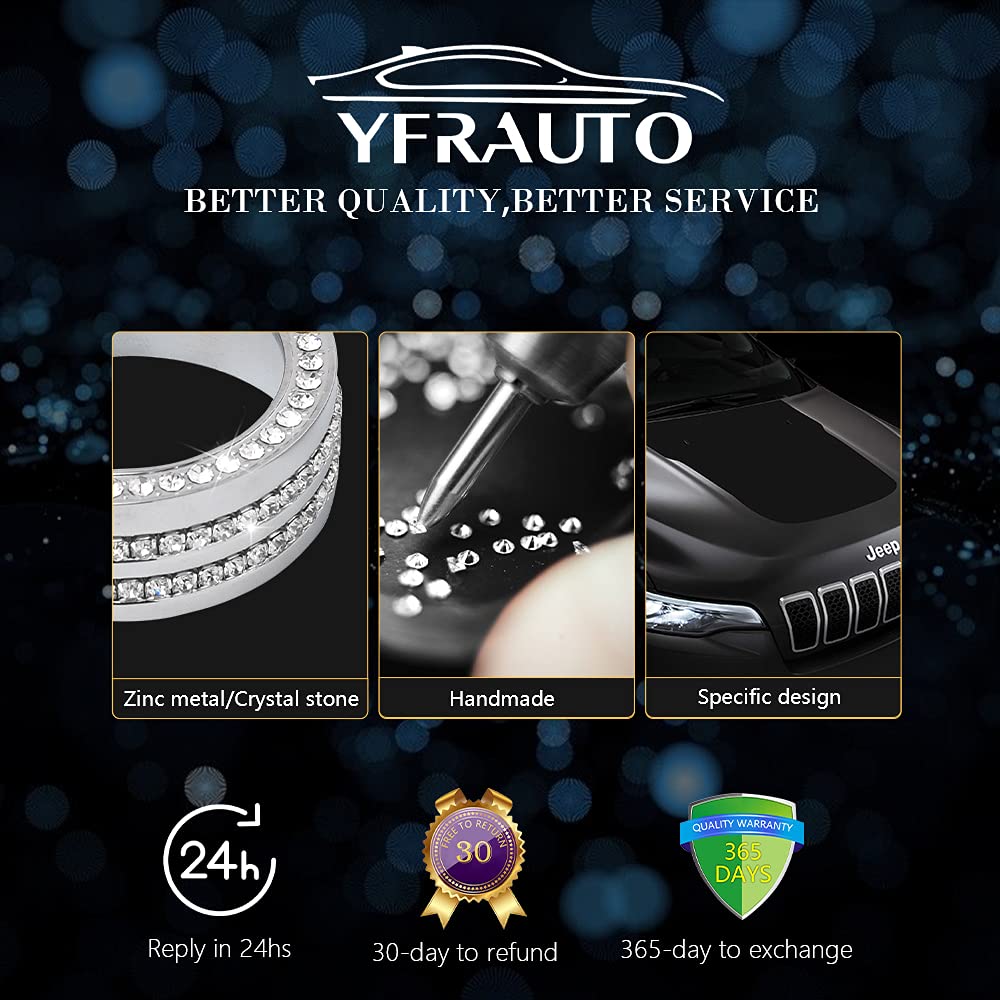 YFRAUTO
BETTER QUALITY,BETTER SERVICE
Jeep
Zinc metal/Crystal stone
Handmade
Specific design
24h
FREE TO RETURN
30
QUALITY WARRANTY
365
DAYS
Reply in 24hs
30-day to refund
365-day to exchange